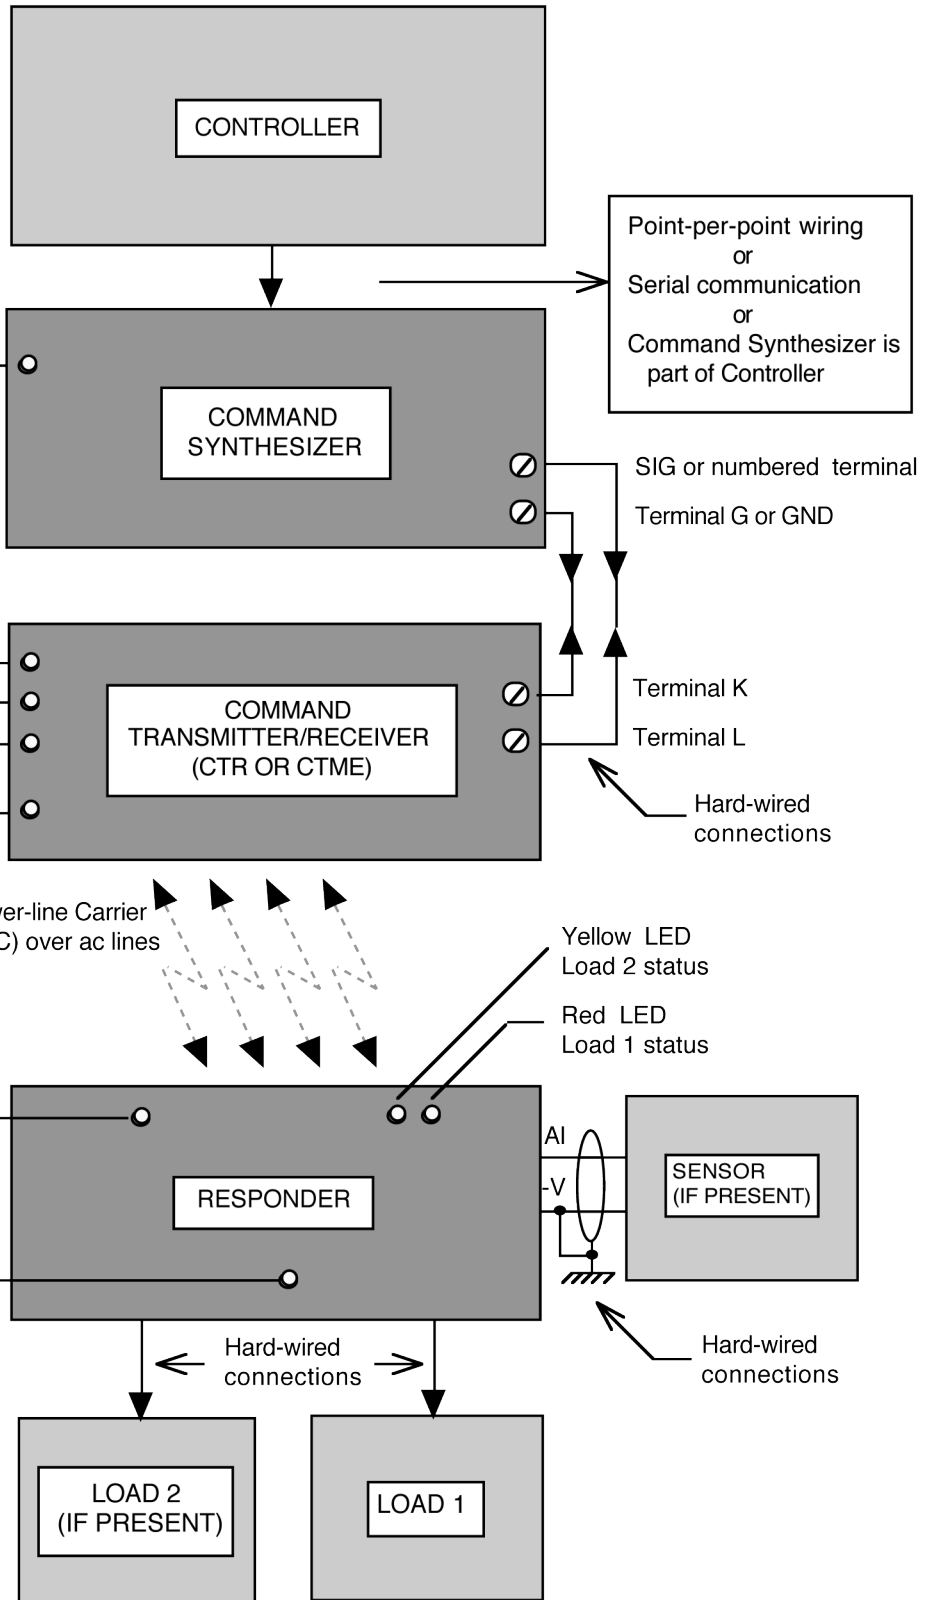 CONTROLLER
Point-per-point wiring
or
Serial communication
or
Command Synthesizer is
part of Controller
COMMAND
SYNTHESIZER
SIG or numbered terminal
Terminal G or GND
COMMAND
TRANSMITTER/RECEIVER
(CTR OR CTME)
Terminal K
Terminal L
Hard-wired
connections
er-line Carrier
C) over ac lines
Yellow LED
Load 2 status
Red LED
Load 1 status
AI
-V
SENSOR
(IF PRESENT)
RESPONDER
Hard-wired
connections
Hard-wired
connections
LOAD 2
(IF PRESENT)
LOAD 1